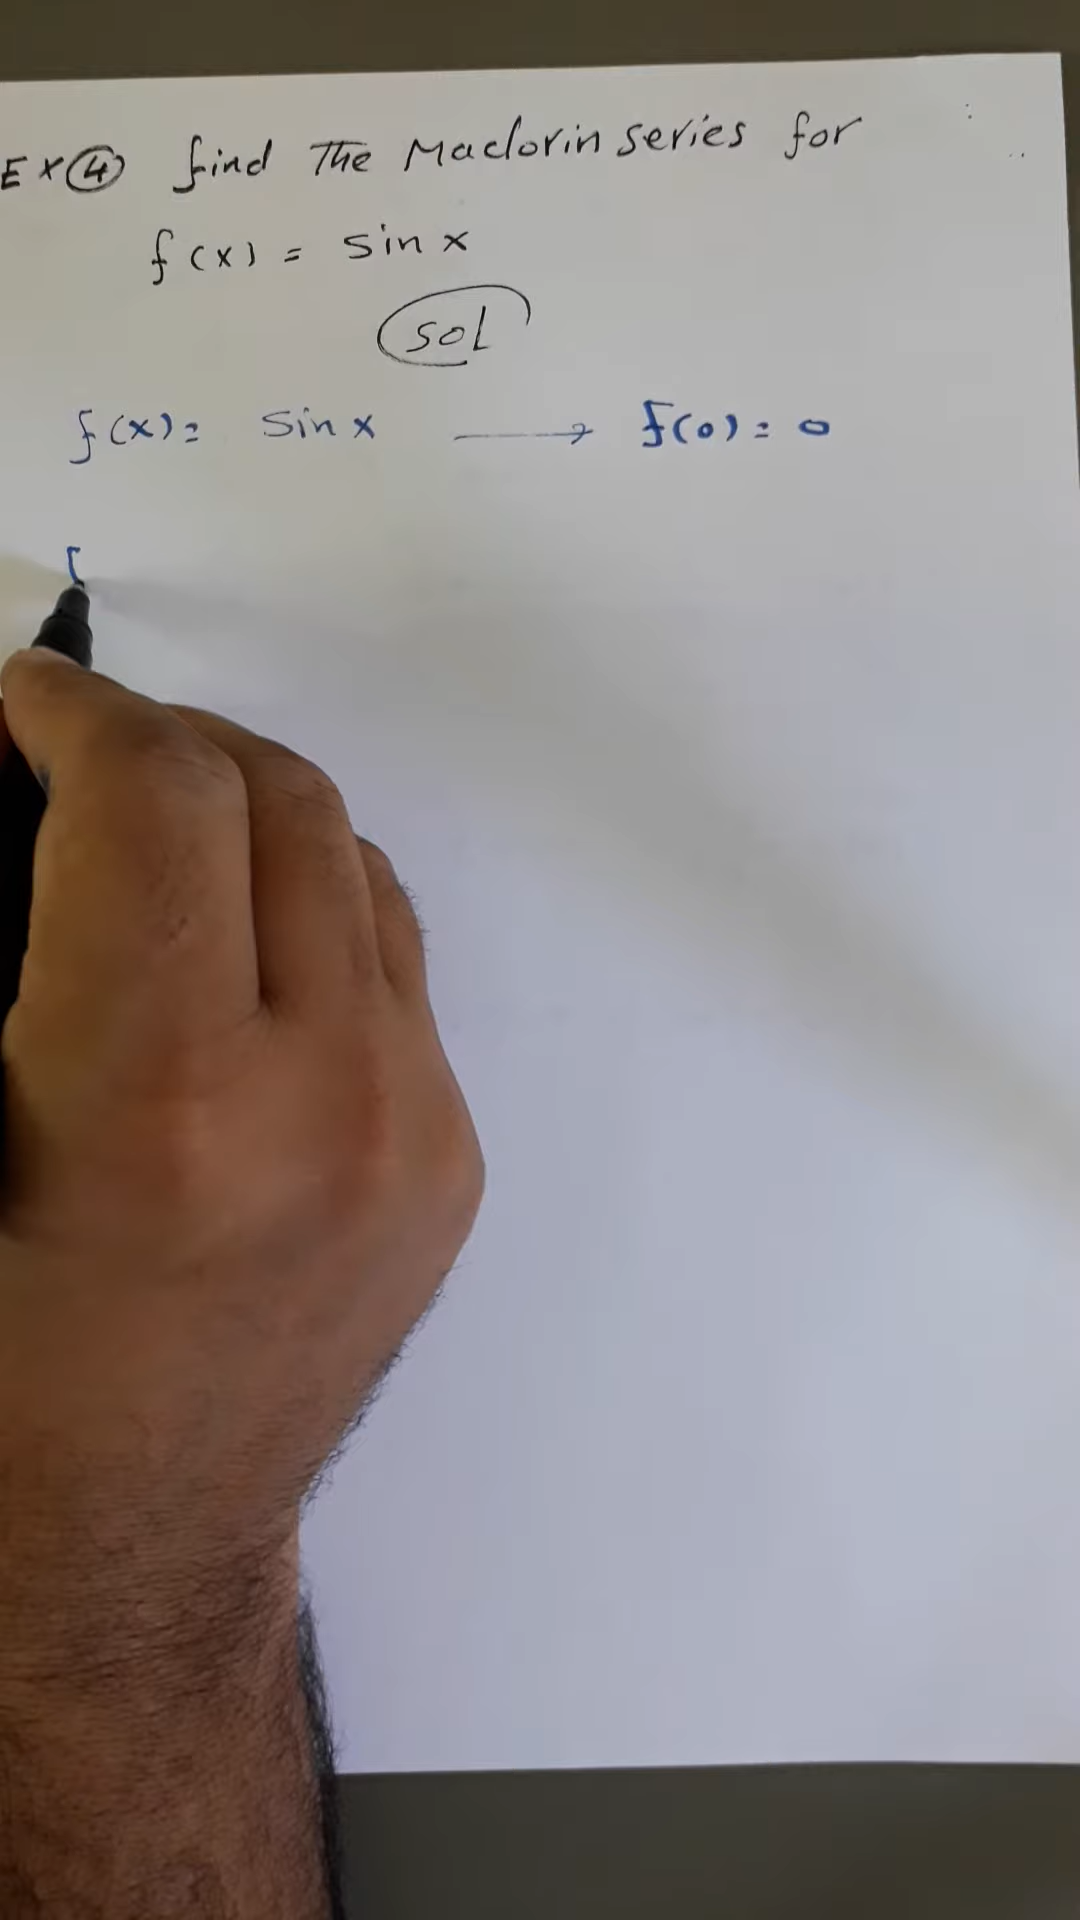 EX④ find The Maclorin series for
f(x) = sin x
sol
f(x)= sin x ⟶ f(0)= 0